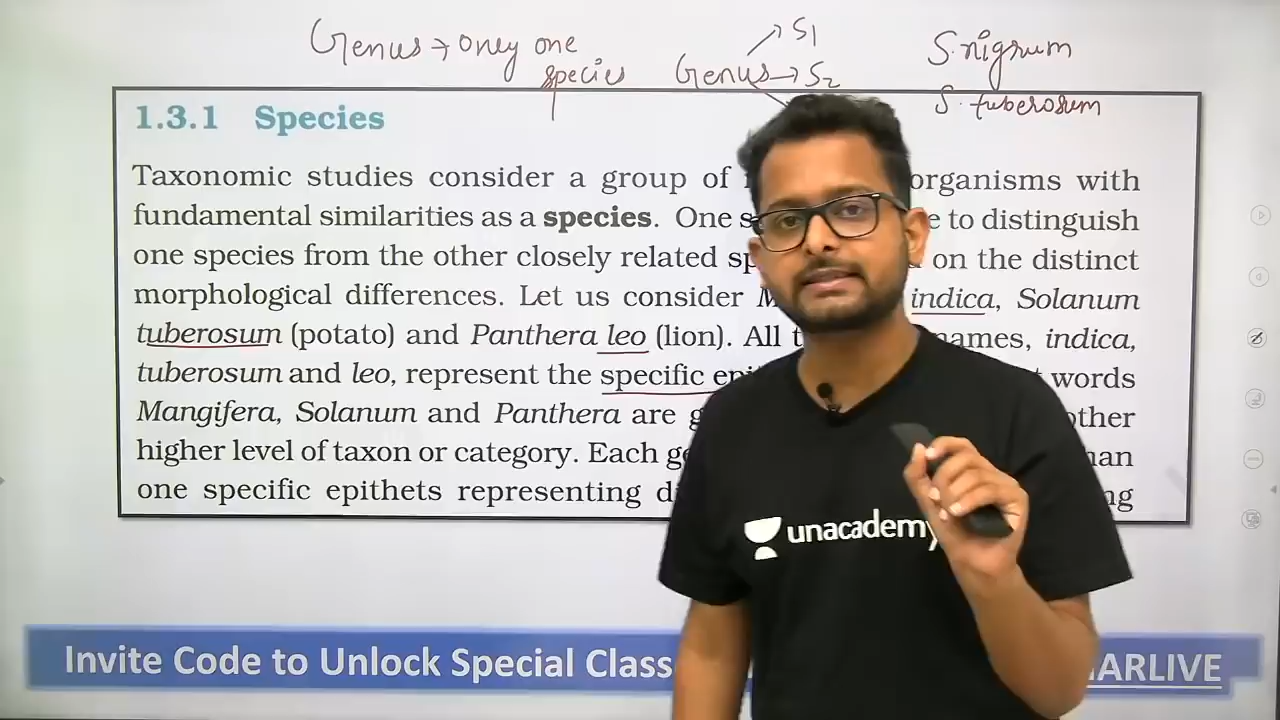 Genus → only one
species
Genus → S1
→ S2
S. nigrum
S. tuberosum
1.3.1 Species
Taxonomic studies consider a group of organisms with
fundamental similarities as a species. One to distinguish
one species from the other closely related on the distinct
morphological differences. Let us consider indica, Solanum
tuberosum (potato) and Panthera leo (lion). All indica,
tuberosum and leo, represent the specific words
Mangifera, Solanum and Panthera are
higher level of taxon or category. Each
one specific epithets representing
unacademy
Invite Code to Unlock Special Class ARLIVE